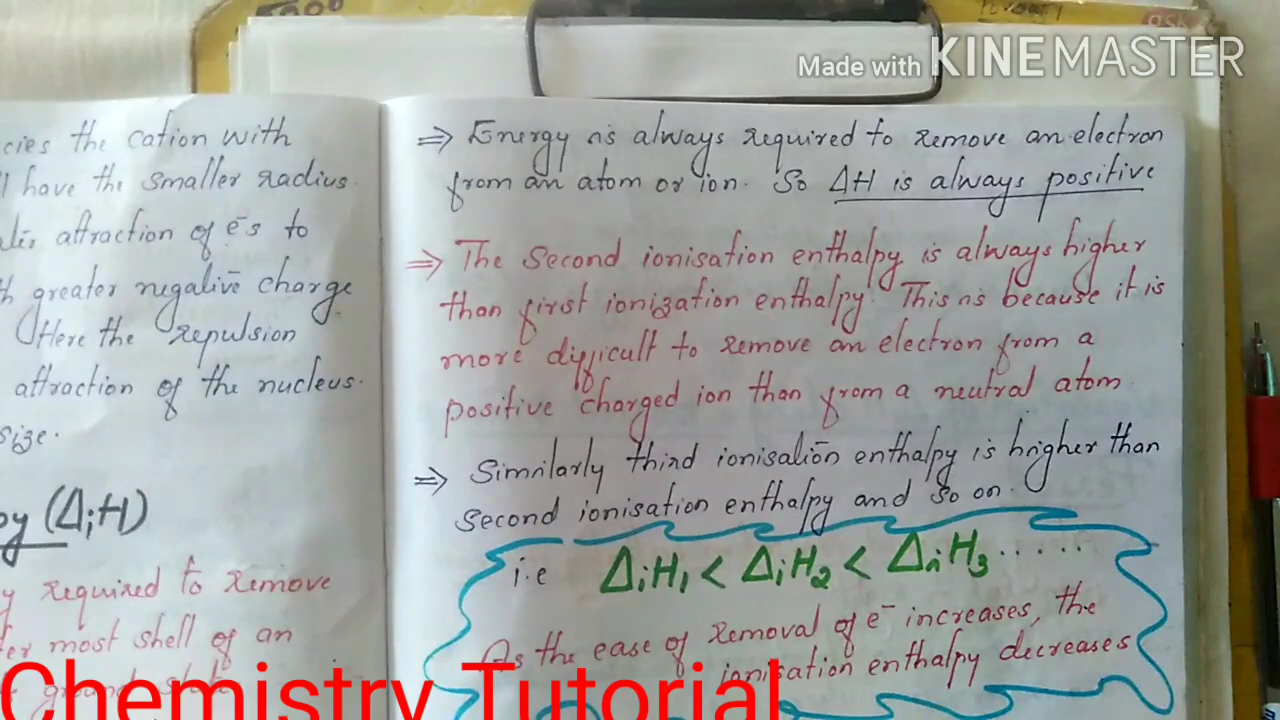 Made with KINEMASTER
cies the cation with
have the smaller radius.
attraction of ēs to
greater negative charge
Here the repulsion
attraction of the nucleus.
size.
(ΔiH)
required to remove
most shell of an
ground state
⇒ Energy is always required to remove an electron
from an atom or ion. So ΔH is always positive
⇒ The Second ionisation enthalpy is always higher
than first ionization enthalpy. This is because it is
more difficult to remove an electron from a
positive charged ion than from a neutral atom
⇒ Similarly third ionisation enthalpy is higher than
Second ionisation enthalpy and so on.
i.e ΔiH1 < ΔiH2 < ΔiH3 .....
As the ease of removal of e⁻ increases, the
ionisation enthalpy decreases
Chemistry Tutorial